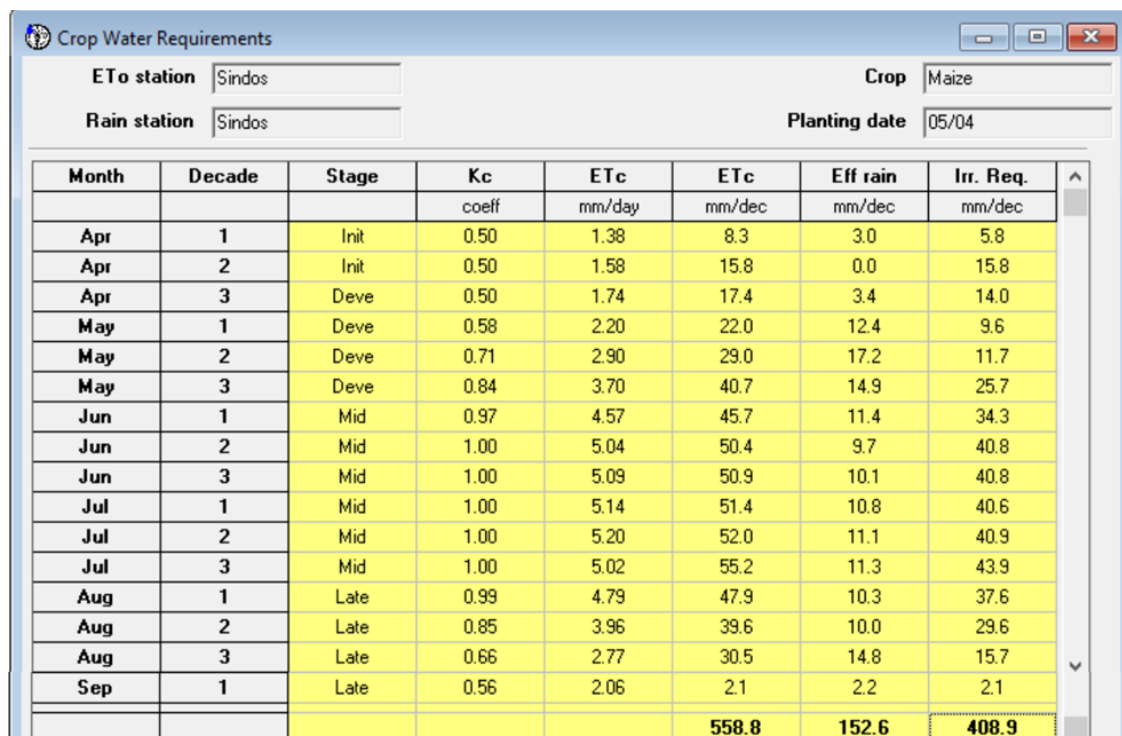 Crop Water Requirements
ETo station Sindos Crop Maize
Rain station Sindos Planting date 05/04
Month Decade Stage Kc ETc ETc Eff rain Irr. Req.
coeff mm/day mm/dec mm/dec mm/dec
Apr 1 Init 0.50 1.38 8.3 3.0 5.8
Apr 2 Init 0.50 1.58 15.8 0.0 15.8
Apr 3 Deve 0.50 1.74 17.4 3.4 14.0
May 1 Deve 0.58 2.20 22.0 12.4 9.6
May 2 Deve 0.71 2.90 29.0 17.2 11.7
May 3 Deve 0.84 3.70 40.7 14.9 25.7
Jun 1 Mid 0.97 4.57 45.7 11.4 34.3
Jun 2 Mid 1.00 5.04 50.4 9.7 40.8
Jun 3 Mid 1.00 5.09 50.9 10.1 40.8
Jul 1 Mid 1.00 5.14 51.4 10.8 40.6
Jul 2 Mid 1.00 5.20 52.0 11.1 40.9
Jul 3 Mid 1.00 5.02 55.2 11.3 43.9
Aug 1 Late 0.99 4.79 47.9 10.3 37.6
Aug 2 Late 0.85 3.96 39.6 10.0 29.6
Aug 3 Late 0.66 2.77 30.5 14.8 15.7
Sep 1 Late 0.56 2.06 2.1 2.2 2.1
558.8 152.6 408.9